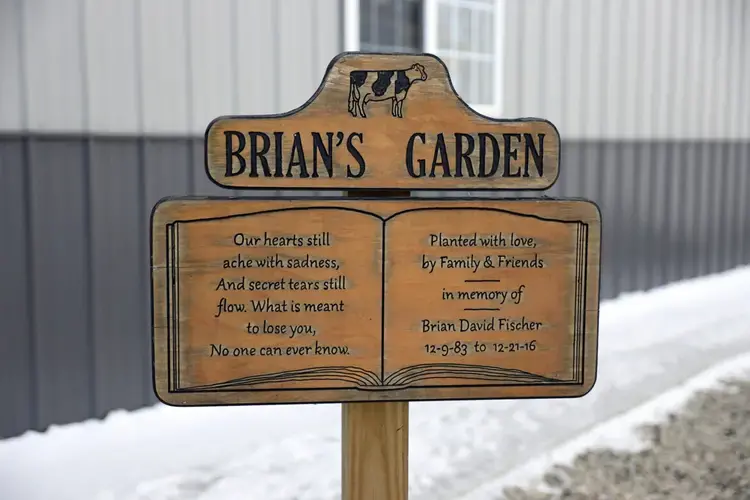 BRIAN'S GARDEN
Our hearts still
ache with sadness,
And secret tears still
flow. What is meant
to lose you,
No one can ever know.
Planted with love,
by Family & Friends
in memory of
Brian David Fischer
12-9-83 to 12-21-16